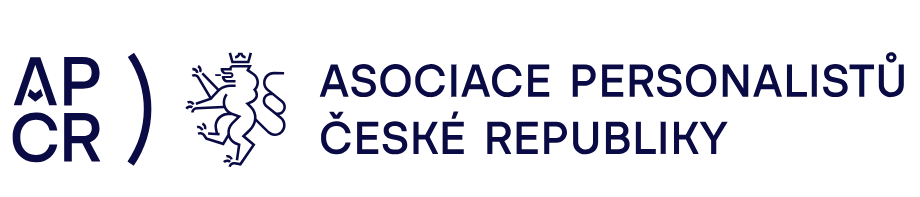 AP
CR
ASOCIACE PERSONALISTŮ
ČESKÉ REPUBLIKY